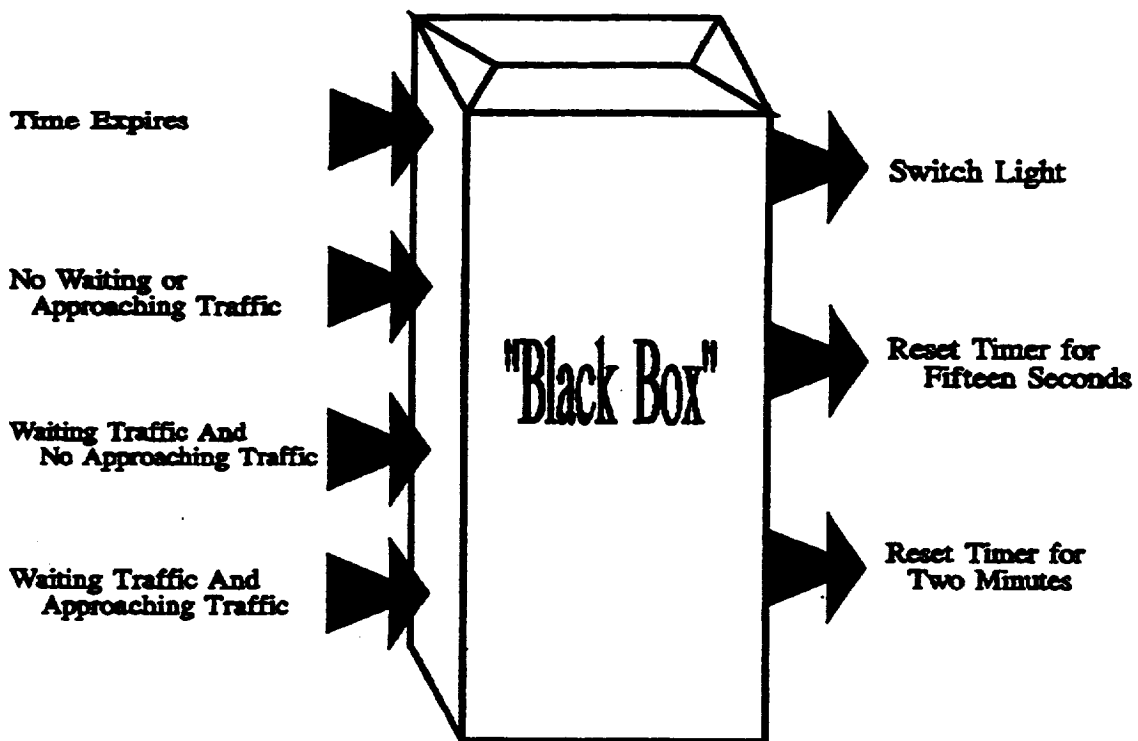 Time Expires
No Waiting or
Approaching Traffic
Waiting Traffic And
No Approaching Traffic
Waiting Traffic And
Approaching Traffic
"Black Box"
Switch Light
Reset Timer for
Fifteen Seconds
Reset Timer for
Two Minutes